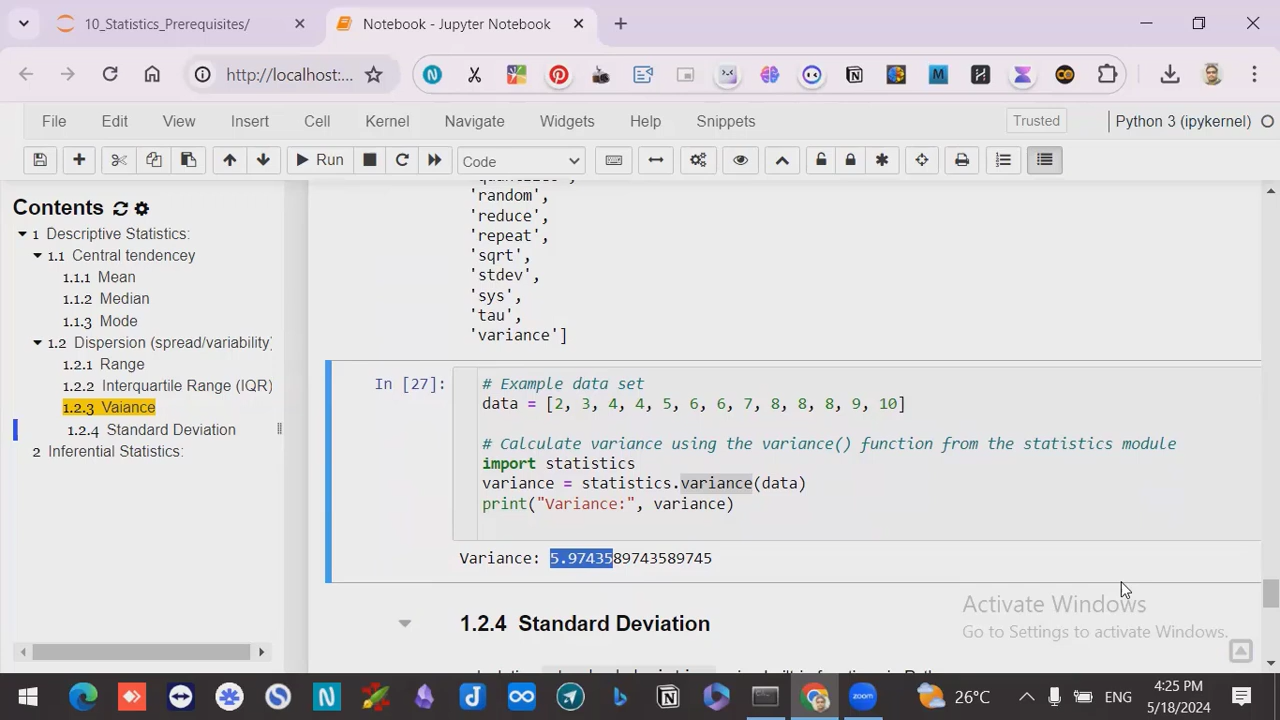 10_Statistics_Prerequisites/
Notebook - Jupyter Notebook
http://localhost:...
File Edit View Insert Cell Kernel Navigate Widgets Help Snippets
Trusted
Python 3 (ipykernel)
Run
Code
Contents
1 Descriptive Statistics:
1.1 Central tendencey
1.1.1 Mean
1.1.2 Median
1.1.3 Mode
1.2 Dispersion (spread/variability)
1.2.1 Range
1.2.2 Interquartile Range (IQR)
1.2.3 Vaiance
1.2.4 Standard Deviation
2 Inferential Statistics:
'random',
'reduce',
'repeat',
'sqrt',
'stdev',
'sys',
'tau',
'variance']
In [27]:
# Example data set
data = [2, 3, 4, 4, 5, 6, 6, 7, 8, 8, 8, 9, 10]
# Calculate variance using the variance() function from the statistics module
import statistics
variance = statistics.variance(data)
print("Variance:", variance)
Variance: 5.974358974358974​5
1.2.4 Standard Deviation
Activate Windows
Go to Settings to activate Windows.
zoom
26°C
ENG
4:25 PM
5/18/2024